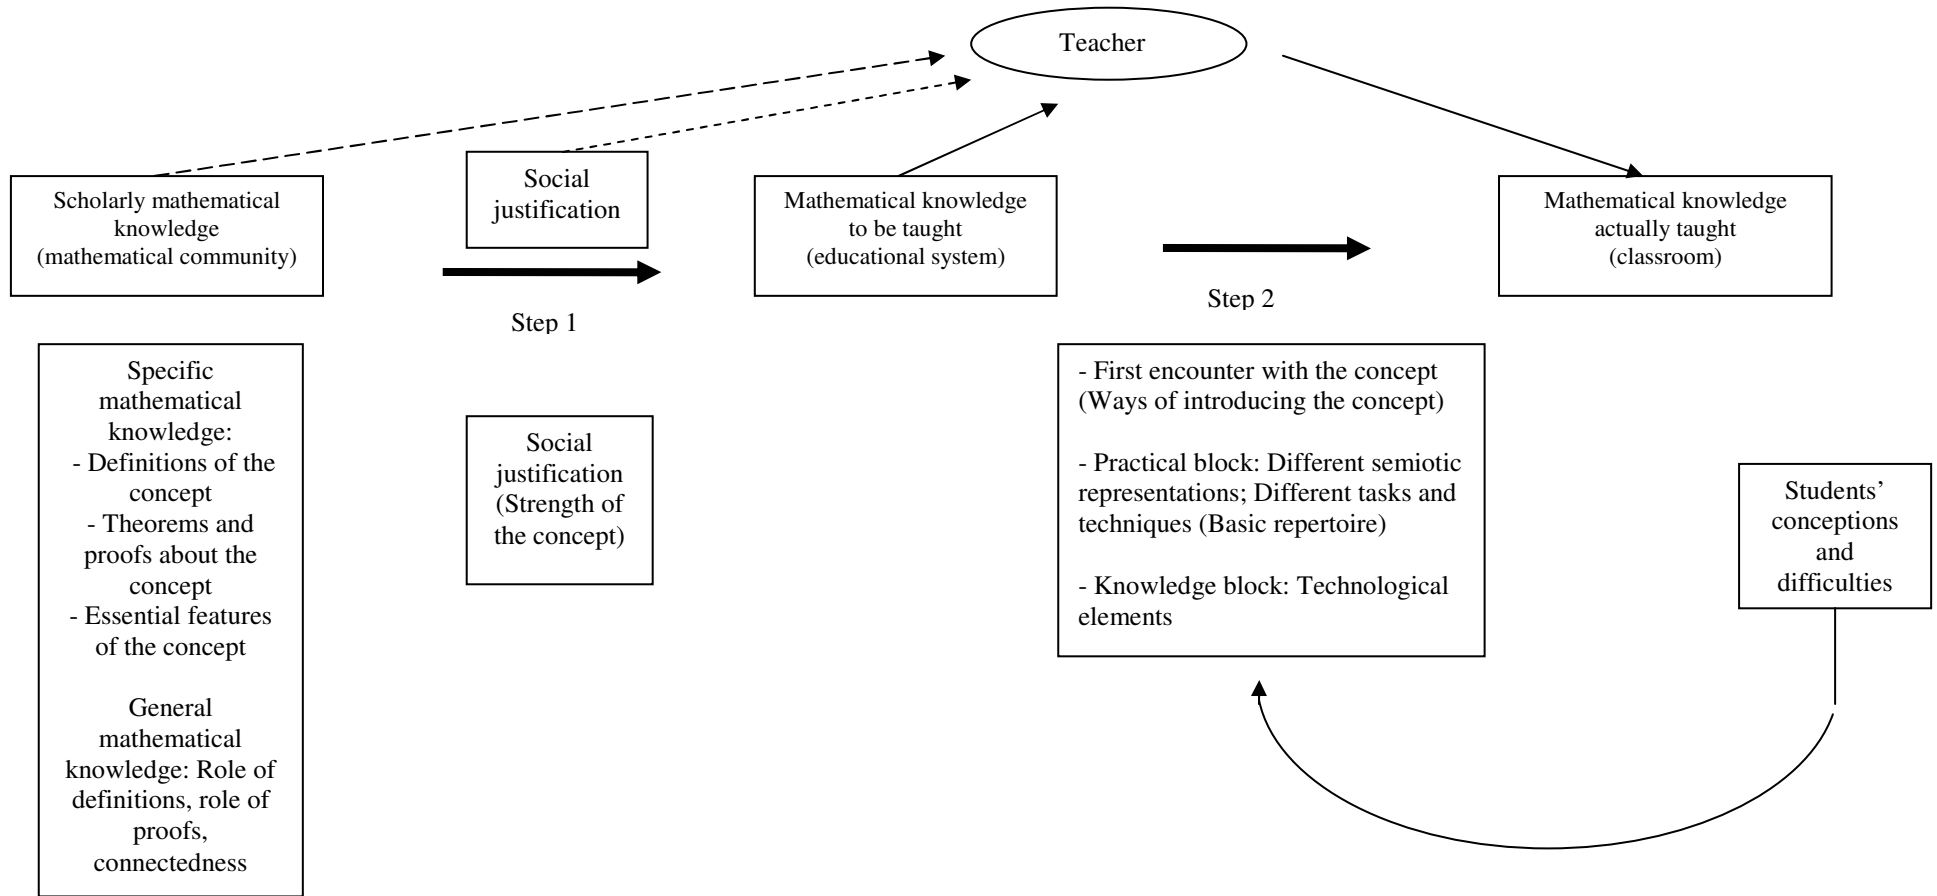 Teacher
Scholarly mathematical
knowledge
(mathematical community)
Social
justification
Mathematical knowledge
to be taught
(educational system)
Mathematical knowledge
actually taught
(classroom)
Step 1
Step 2
Specific
mathematical
knowledge:
- Definitions of the
concept
- Theorems and
proofs about the
concept
- Essential features
of the concept
General
mathematical
knowledge: Role of
definitions, role of
proofs,
connectedness
Social
justification
(Strength of
the concept)
- First encounter with the concept
(Ways of introducing the concept)
- Practical block: Different semiotic
representations; Different tasks and
techniques (Basic repertoire)
- Knowledge block: Technological
elements
Students’
conceptions
and
difficulties